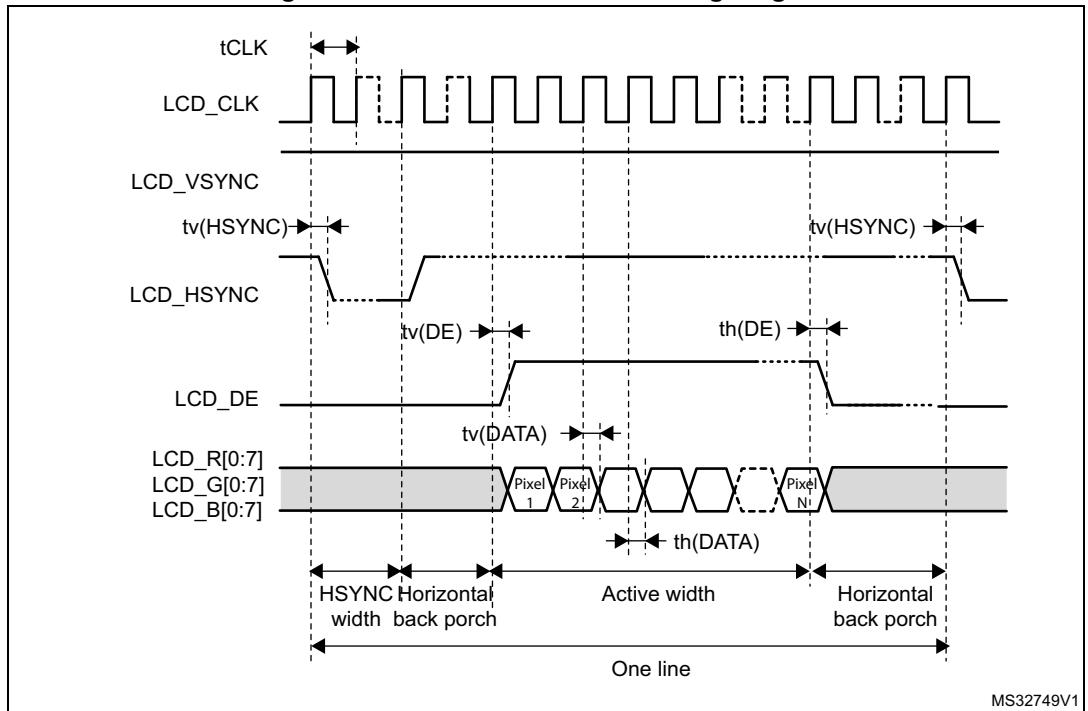 tCLK
LCD_CLK
LCD_VSYNC
tv(HSYNC)
tv(HSYNC)
LCD_HSYNC
tv(DE)
th(DE)
LCD_DE
tv(DATA)
LCD_R[0:7]
LCD_G[0:7]
LCD_B[0:7]
Pixel
1
Pixel
2
Pixel
N
th(DATA)
HSYNC
width
Horizontal
back porch
Active width
Horizontal
back porch
One line
MS32749V1